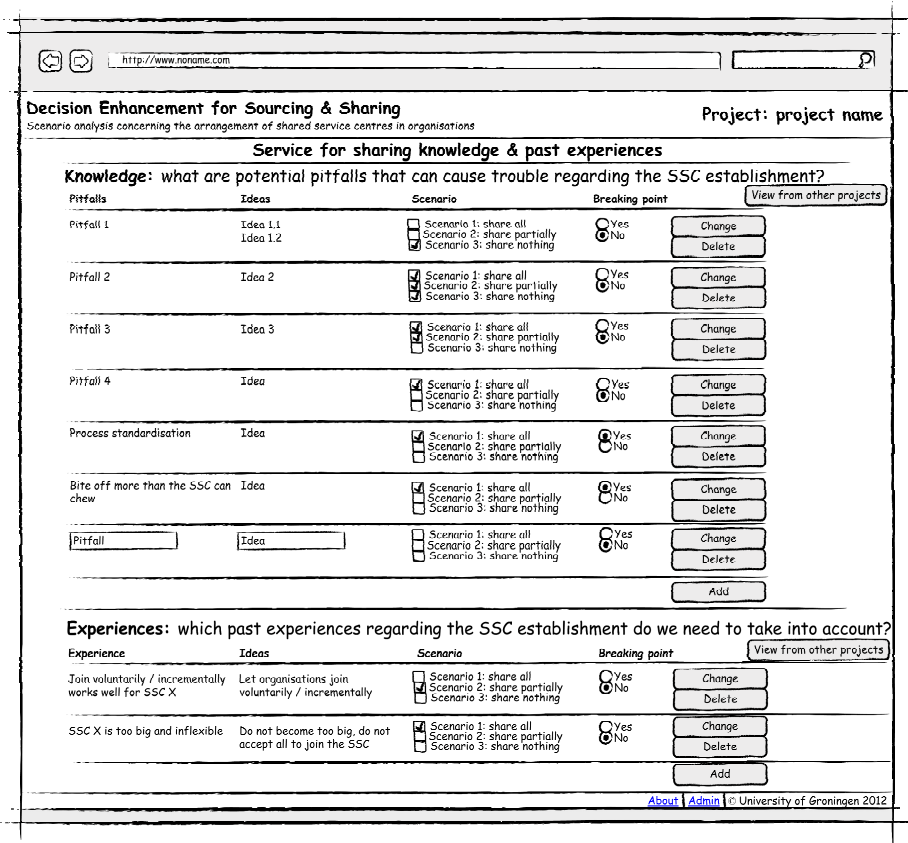 http://www.noname.com
Decision Enhancement for Sourcing & Sharing
Scenario analysis concerning the arrangement of shared service centres in organisations
Project: project name
Service for sharing knowledge & past experiences
Knowledge: what are potential pitfalls that can cause trouble regarding the SSC establishment?
View from other projects
Pitfalls Ideas Scenario Breaking point
Pitfall 1 Idea 1.1 Scenario 1: share all Yes Change
Idea 1.2 Scenario 2: share partially No
Scenario 3: share nothing Delete
Pitfall 2 Idea 2 Scenario 1: share all Yes Change
Scenario 2: share partially No
Scenario 3: share nothing Delete
Pitfall 3 Idea 3 Scenario 1: share all Yes Change
Scenario 2: share partially No
Scenario 3: share nothing Delete
Pitfall 4 Idea Scenario 1: share all Yes Change
Scenario 2: share partially No
Scenario 3: share nothing Delete
Process standardisation Idea Scenario 1: share all Yes Change
Scenario 2: share partially No
Scenario 3: share nothing Delete
Bite off more than the SSC can Idea Scenario 1: share all Yes Change
chew Scenario 2: share partially No
Scenario 3: share nothing Delete
Pitfall Idea Scenario 1: share all Yes Change
Scenario 2: share partially No
Scenario 3: share nothing Delete
Add
Experiences: which past experiences regarding the SSC establishment do we need to take into account?
View from other projects
Experience Ideas Scenario Breaking point
Join voluntarily / incrementally Let organisations join Scenario 1: share all Yes Change
works well for SSC X voluntarily / incrementally Scenario 2: share partially No
Scenario 3: share nothing Delete
SSC X is too big and inflexible Do not become too big, do not Scenario 1: share all Yes Change
accept all to join the SSC Scenario 2: share partially No
Scenario 3: share nothing Delete
Add
About | Admin | © University of Groningen 2012